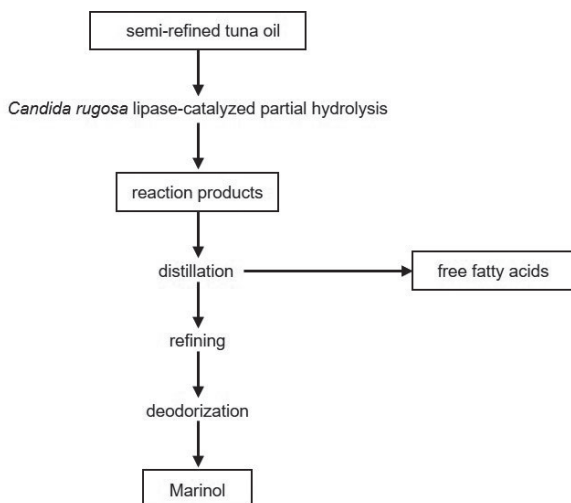 semi-refined tuna oil
Candida rugosa lipase-catalyzed partial hydrolysis
reaction products
distillation
free fatty acids
refining
deodorization
Marinol